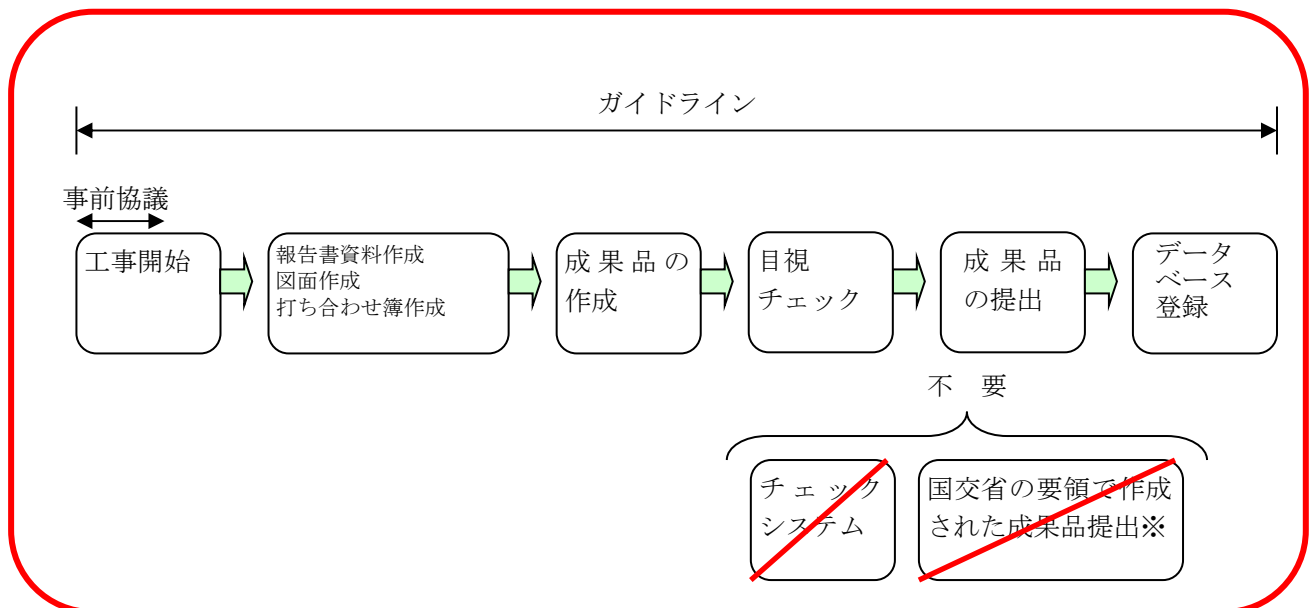 ガイドライン
事前協議
工事開始
報告書資料作成
図面作成
打ち合わせ簿作成
成果品の
作成
目視
チェック
成果品
の提出
データ
ベース
登録
不 要
チェック
システム
国交省の要領で作成
された成果品提出※